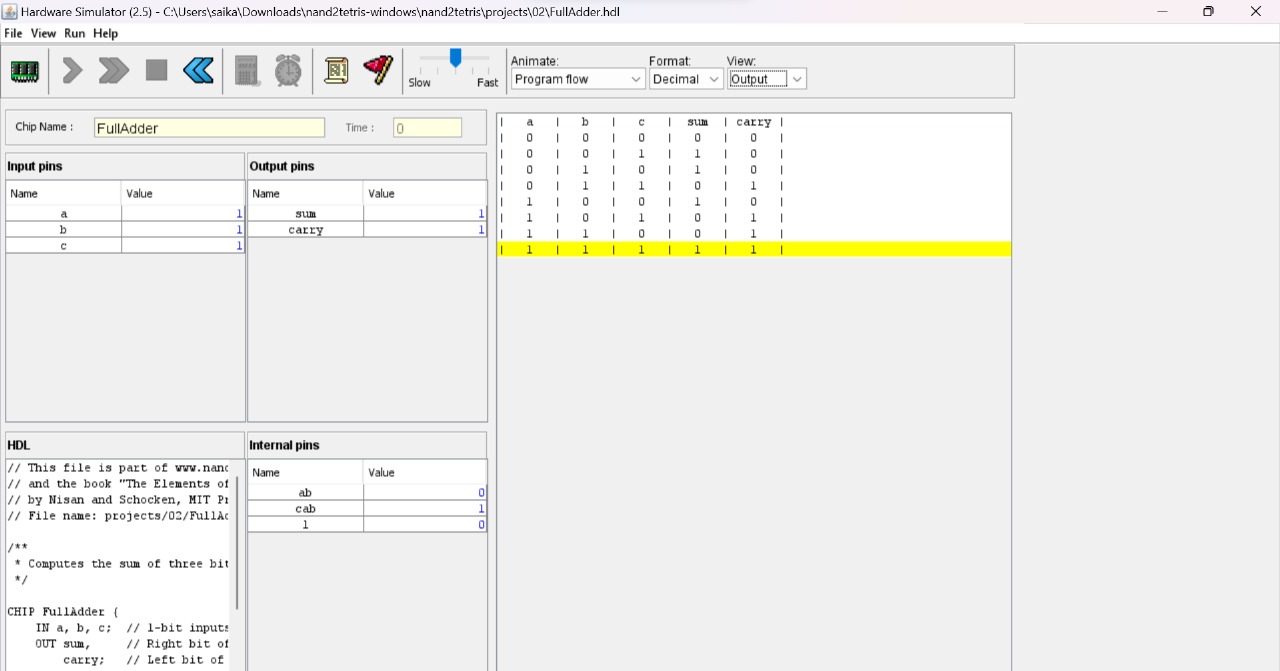 Hardware Simulator (2.5) - C:\Users\saika\Downloads\nand2tetris-windows\nand2tetris\projects\02\FullAdder.hdl
File View Run Help
Animate: Format: View:
Slow Fast Program flow Decimal Output
Chip Name : FullAdder Time : 0
Input pins
Name Value
a 1
b 1
c 1
Output pins
Name Value
sum 1
carry 1
| a | b | c | sum | carry |
| 0 | 0 | 0 | 0 | 0 |
| 0 | 0 | 1 | 1 | 0 |
| 0 | 1 | 0 | 1 | 0 |
| 0 | 1 | 1 | 0 | 1 |
| 1 | 0 | 0 | 1 | 0 |
| 1 | 0 | 1 | 0 | 1 |
| 1 | 1 | 0 | 0 | 1 |
| 1 | 1 | 1 | 1 | 1 |
HDL
// This file is part of www.nand
// and the book "The Elements of
// by Nisan and Schocken, MIT Pr
// File name: projects/02/FullAd
/**
* Computes the sum of three bit
*/
CHIP FullAdder {
IN a, b, c; // 1-bit inputs
OUT sum, // Right bit of
carry; // Left bit of
Internal pins
Name Value
ab 0
cab 1
l 0